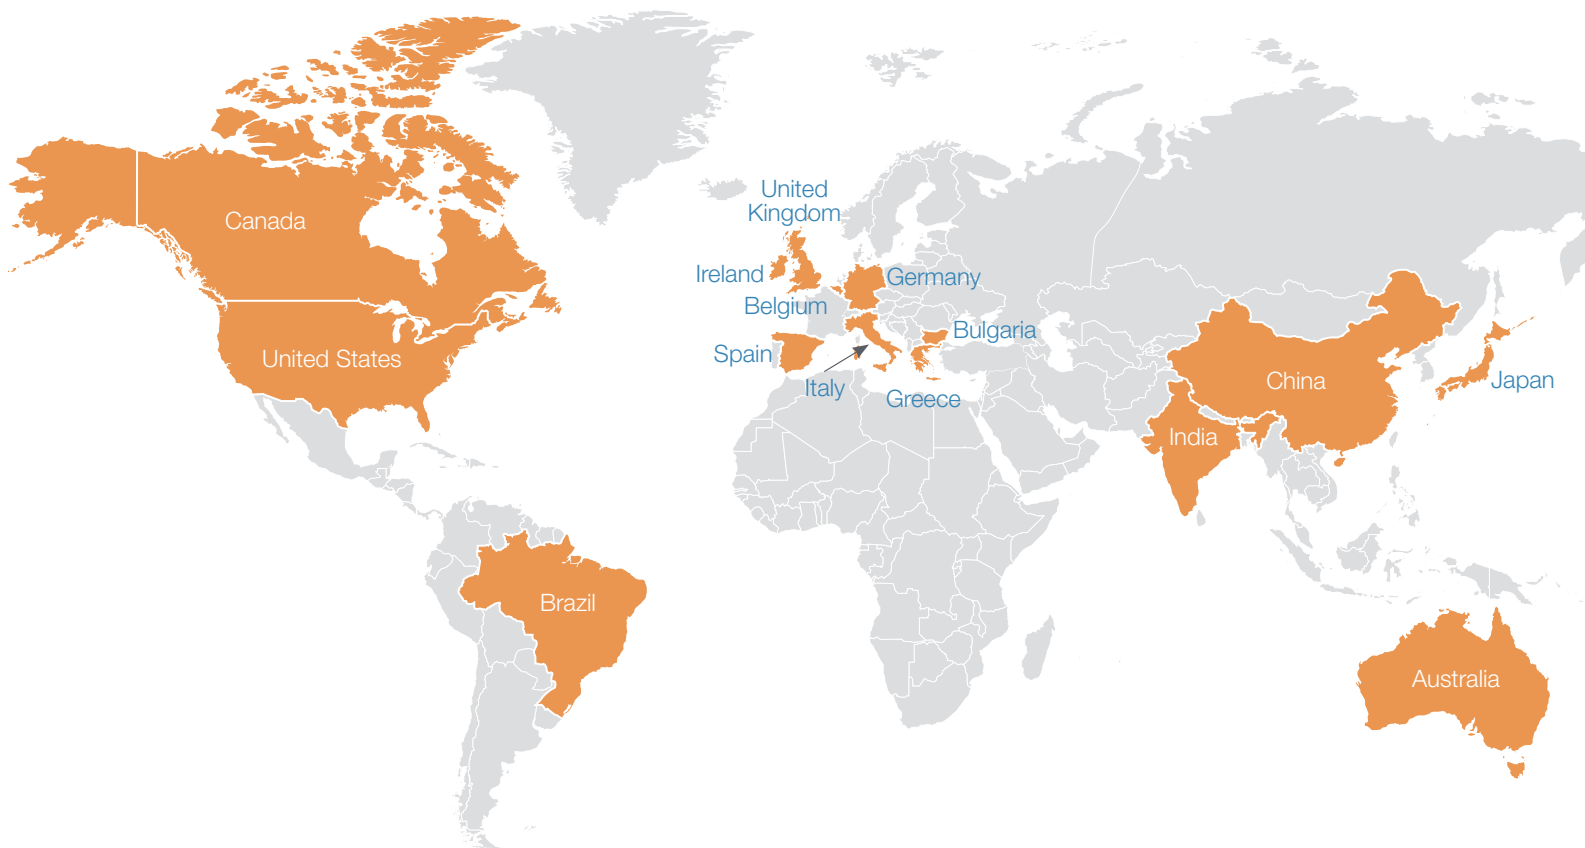 United
Kingdom
Canada
Ireland
Germany
Belgium
Bulgaria
United States
Spain
Italy
Greece
China
Japan
India
Brazil
Australia